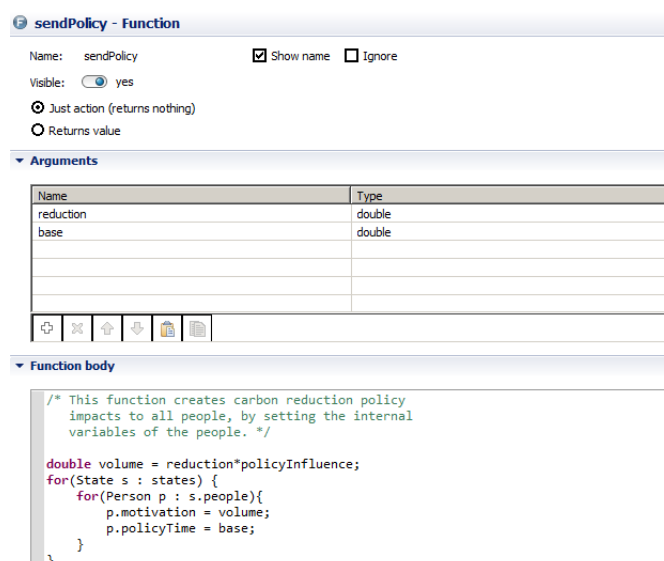 sendPolicy - Function
Name: sendPolicy Show name Ignore
Visible: yes
Just action (returns nothing)
Returns value
Arguments
Name Type
reduction double
base double
Function body
/* This function creates carbon reduction policy
impacts to all people, by setting the internal
variables of the people. */
double volume = reduction*policyInfluence;
for(State s : states) {
for(Person p : s.people){
p.motivation = volume;
p.policyTime = base;
}
}